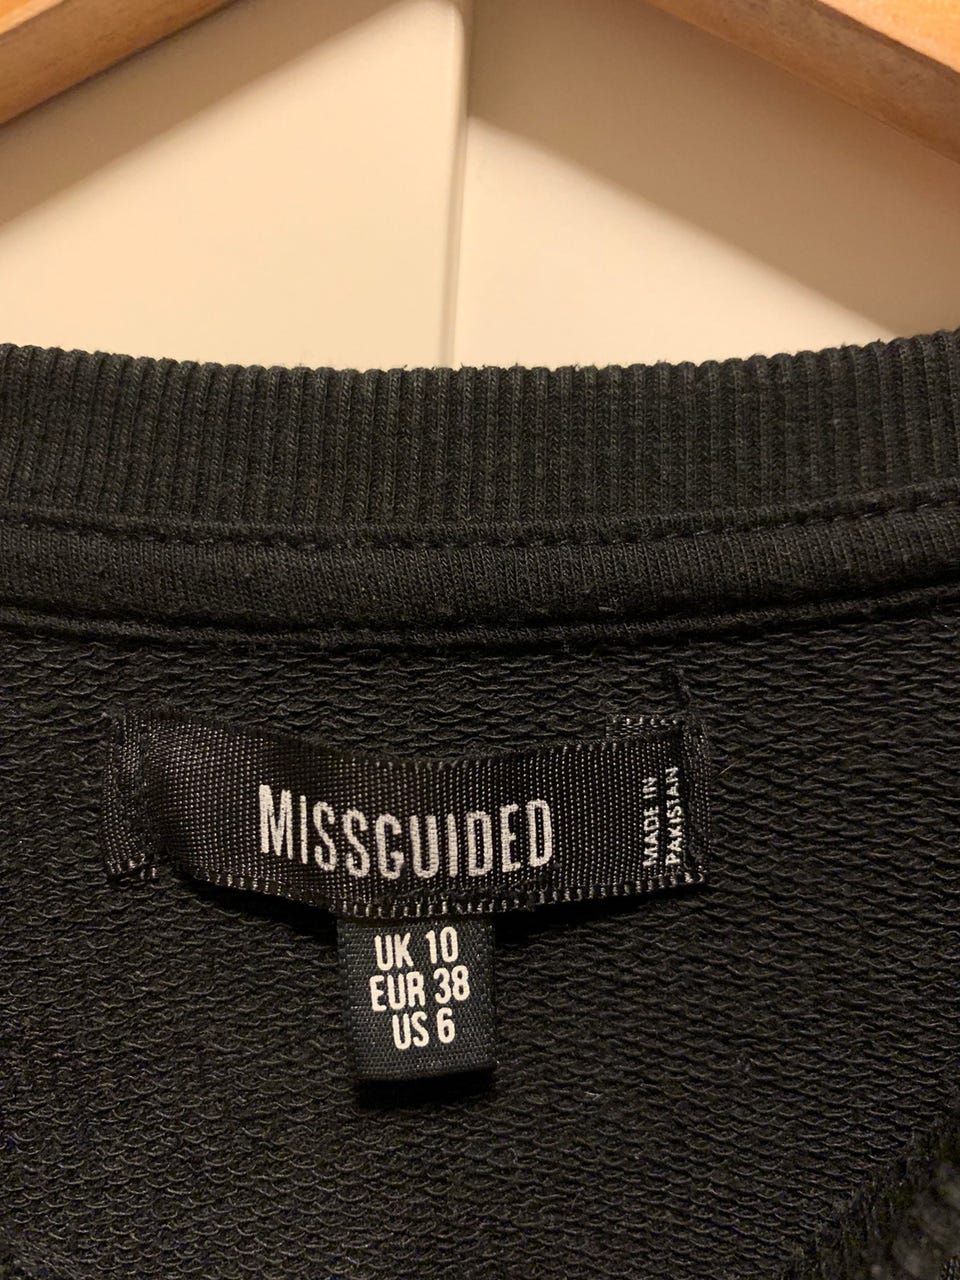 MISSGUIDED
MADE IN
PAKISTAN
UK 10
EUR 38
US 6